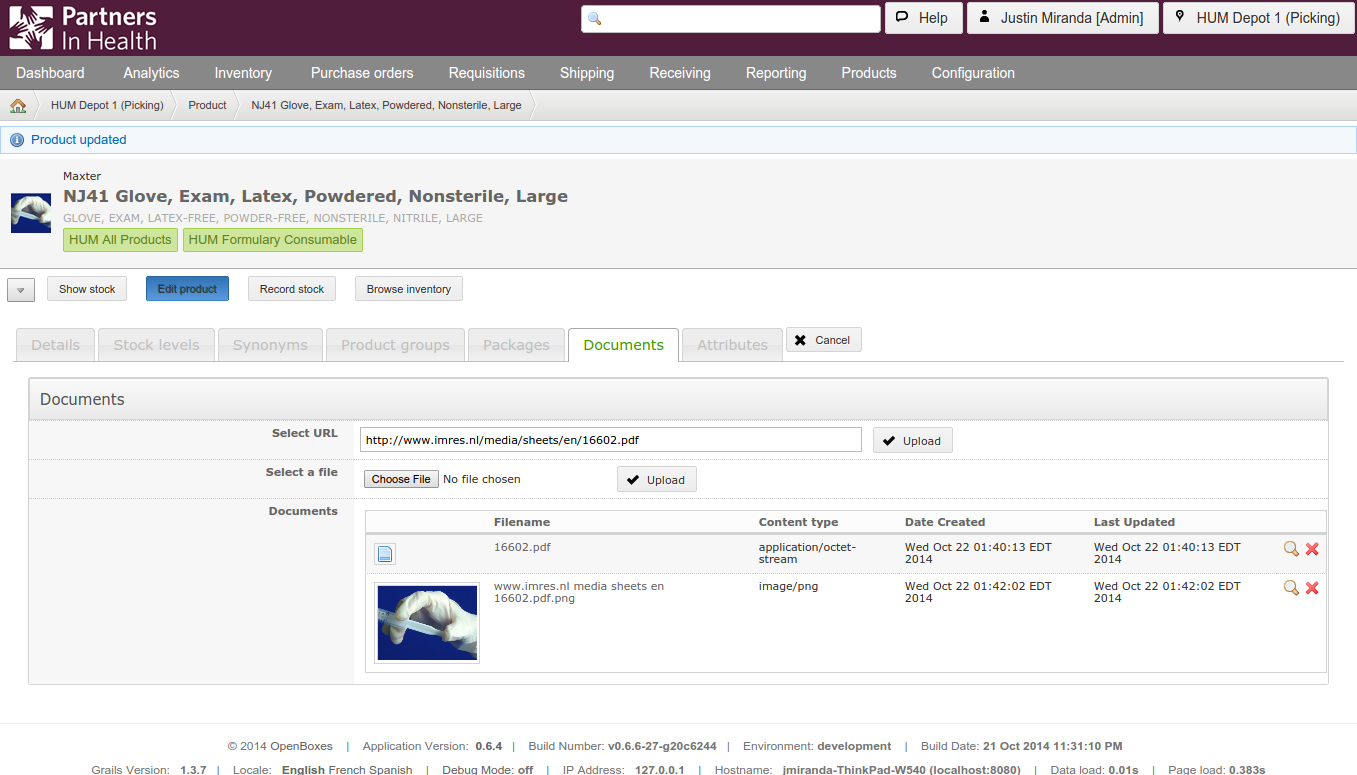 Partners
In Health
Help
Justin Miranda [Admin]
HUM Depot 1 (Picking)
Dashboard Analytics Inventory Purchase orders Requisitions Shipping Receiving Reporting Products Configuration
HUM Depot 1 (Picking) Product NJ41 Glove, Exam, Latex, Powdered, Nonsterile, Large
Product updated
Maxter
NJ41 Glove, Exam, Latex, Powdered, Nonsterile, Large
GLOVE, EXAM, LATEX-FREE, POWDER-FREE, NONSTERILE, NITRILE, LARGE
HUM All Products HUM Formulary Consumable
Show stock Edit product Record stock Browse inventory
Details Stock levels Synonyms Product groups Packages Documents Attributes Cancel
Documents
Select URL http://www.imres.nl/media/sheets/en/16602.pdf Upload
Select a file Choose File No file chosen Upload
Documents
Filename Content type Date Created Last Updated
16602.pdf application/octet-stream Wed Oct 22 01:40:13 EDT 2014 Wed Oct 22 01:40:13 EDT 2014
www.imres.nl media sheets en 16602.pdf.png image/png Wed Oct 22 01:42:02 EDT 2014 Wed Oct 22 01:42:02 EDT 2014
© 2014 OpenBoxes | Application Version: 0.6.4 | Build Number: v0.6.6-27-g20c6244 | Environment: development | Build Date: 21 Oct 2014 11:31:10 PM
Grails Version: 1.3.7 | Locale: English French Spanish | Debug Mode: off | IP Address: 127.0.0.1 | Hostname: jmiranda-ThinkPad-W540 (localhost:8080) | Data load: 0.01s | Page load: 0.383s